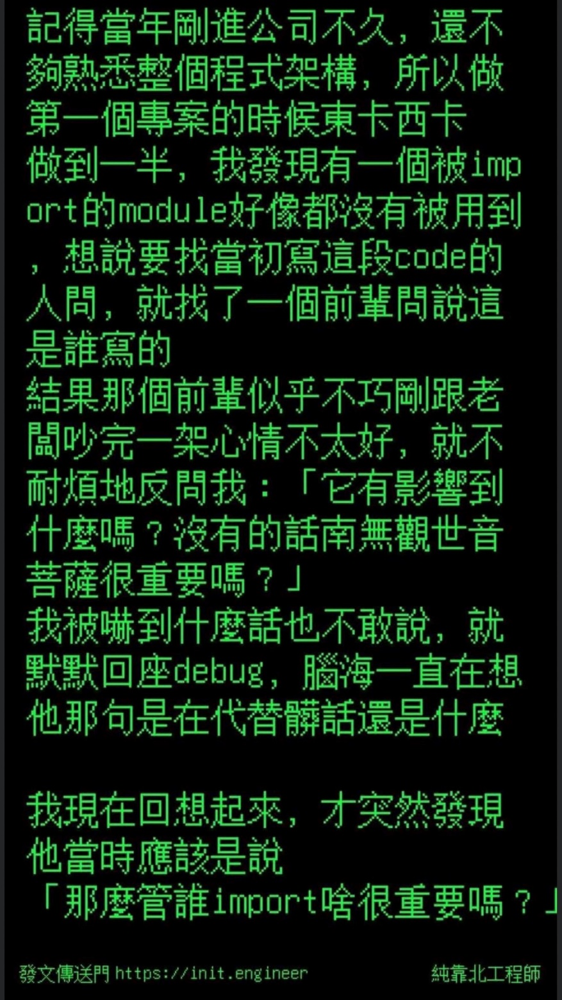 記得當年剛進公司不久，還不
夠熟悉整個程式架構，所以做
第一個專案的時候東卡西卡
做到一半，我發現有一個被imp
ort的module好像都沒有被用到
，想說要找當初寫這段code的
人問，就找了一個前輩問說這
是誰寫的
結果那個前輩似乎不巧剛跟老
闆吵完一架心情不太好，就不
耐煩地反問我：「它有影響到
什麼嗎？沒有的話南無觀世音
菩薩很重要嗎？」
我被嚇到什麼話也不敢說，就
默默回座debug，腦海一直在想
他那句是在代替髒話還是什麼
我現在回想起來，才突然發現
他當時應該是說
「那麼管誰import啥很重要嗎？」
發文傳送門 https://init.engineer
純靠北工程師